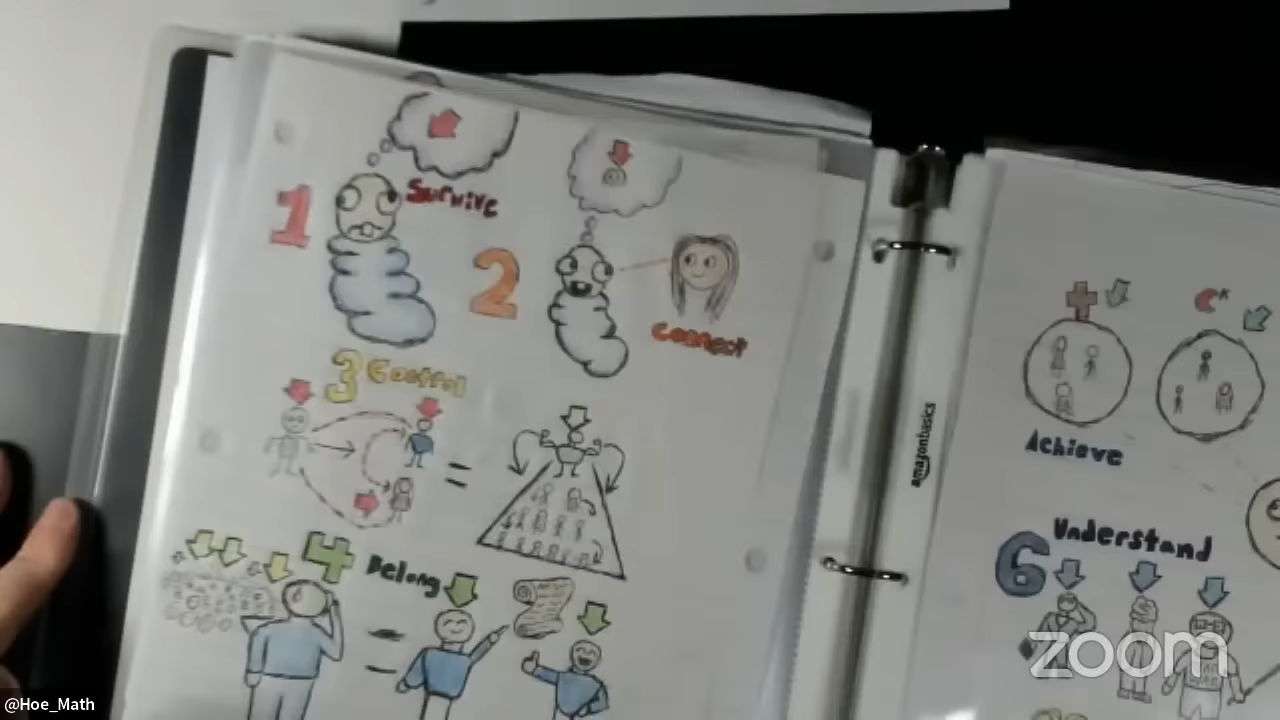 1
Survive
2
Connect
3 Control
=
4 Belong
=
amazonbasics
Achieve
Understand
6
zoom
@Hoe_Math